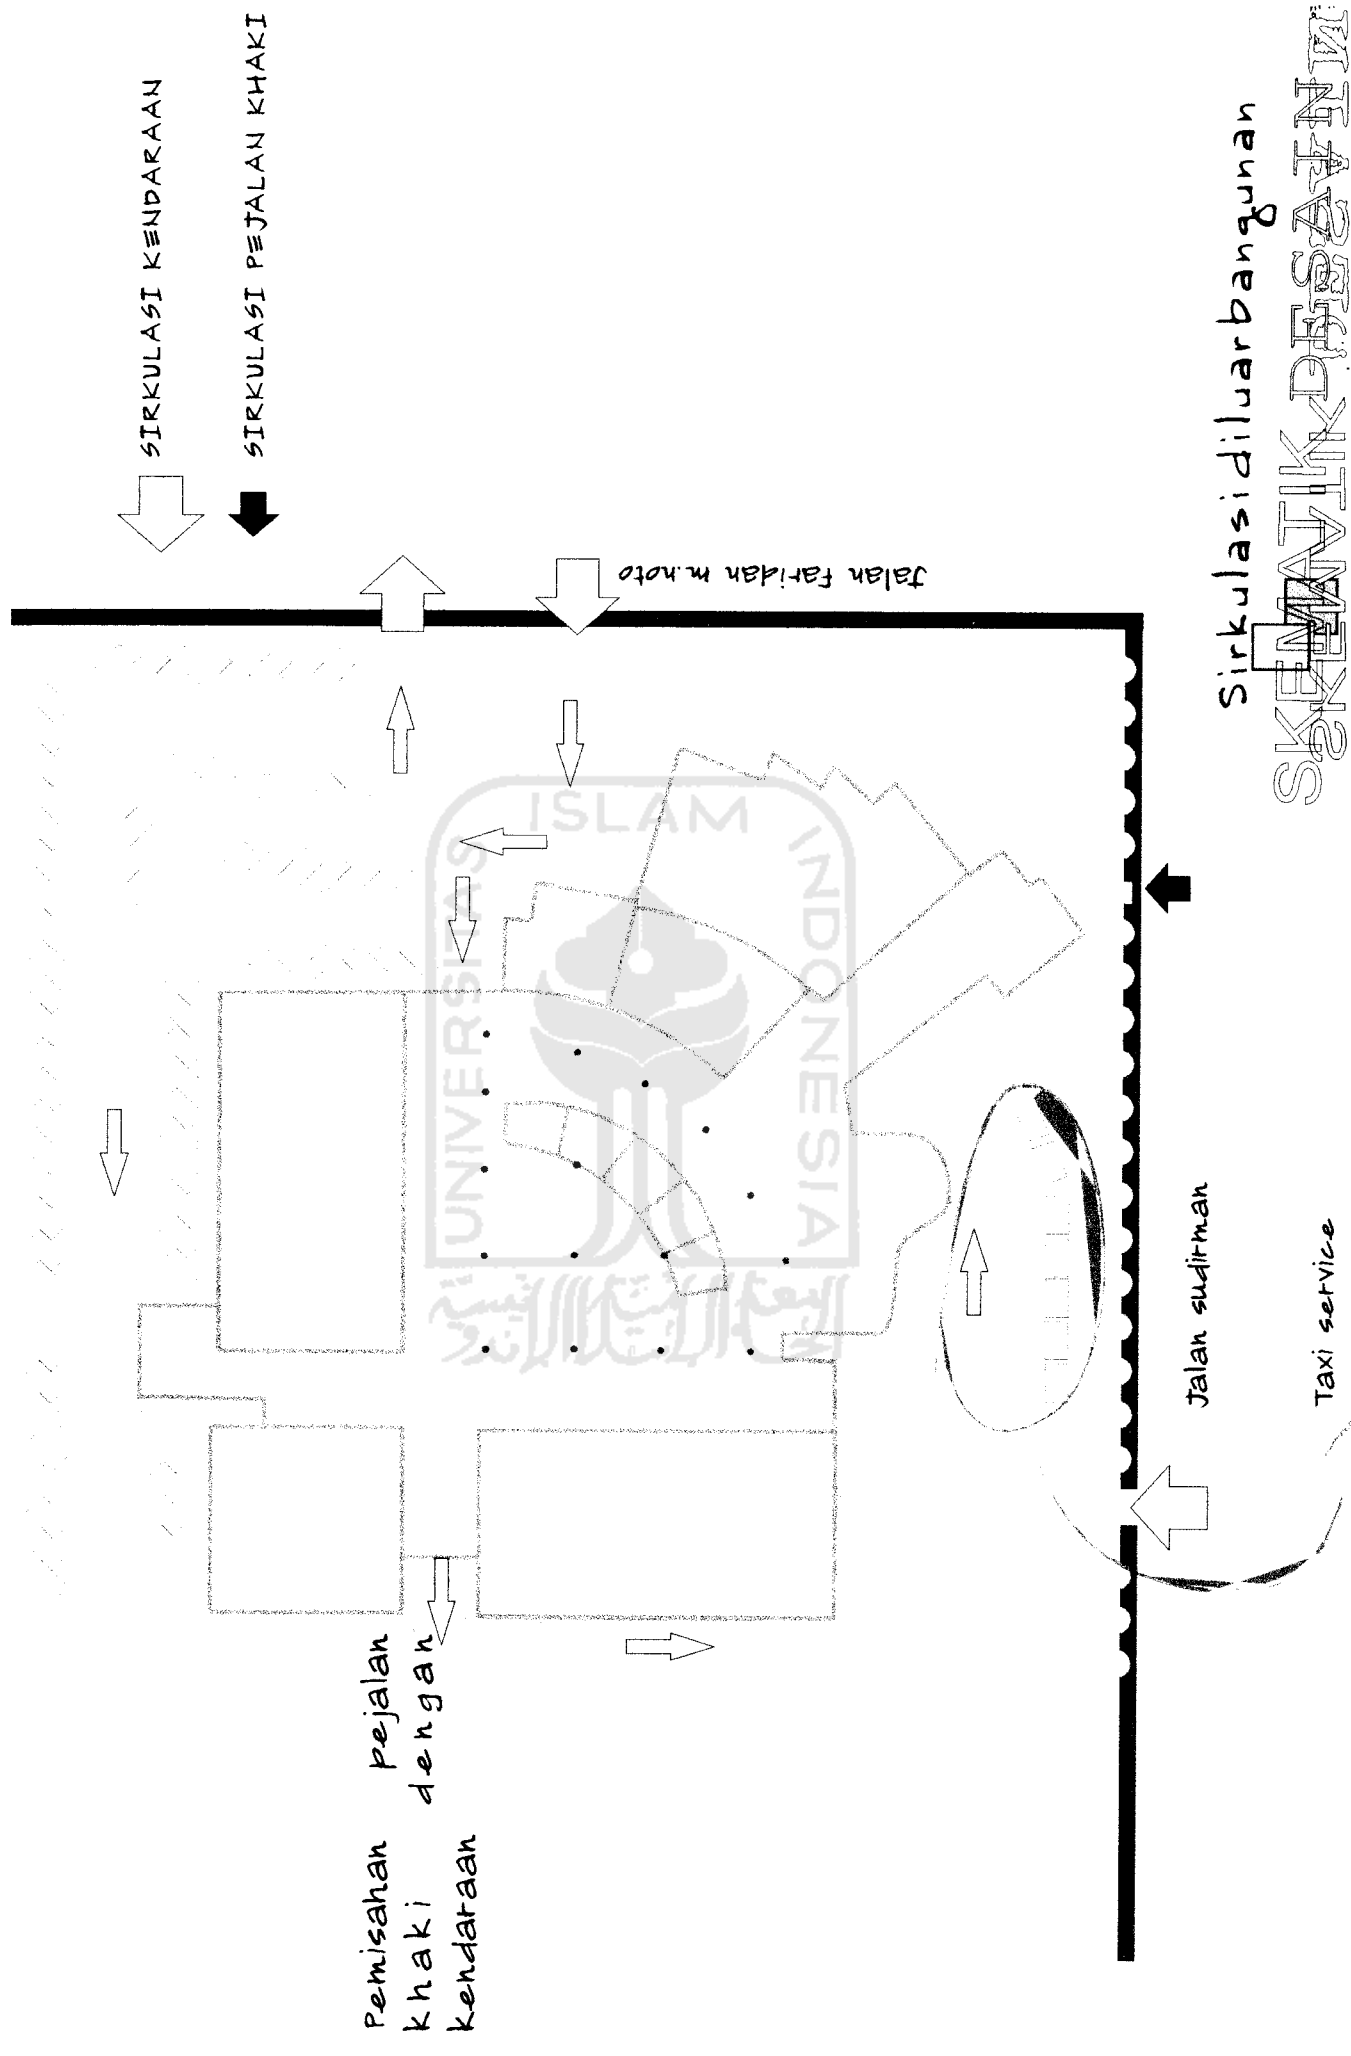 SIRKULASI KENDARAAN
SIRKULASI PEJALAN KHAKI
Jalan Faridan m.noto
Pemisahan pejalan
khaki dengan
kendaraan
UNIVERSITAS ISLAM INDONESIA
Jalan sudirman
Taxi service
Sirkulasi diluar bangunan
SKEMATIK DESAIN